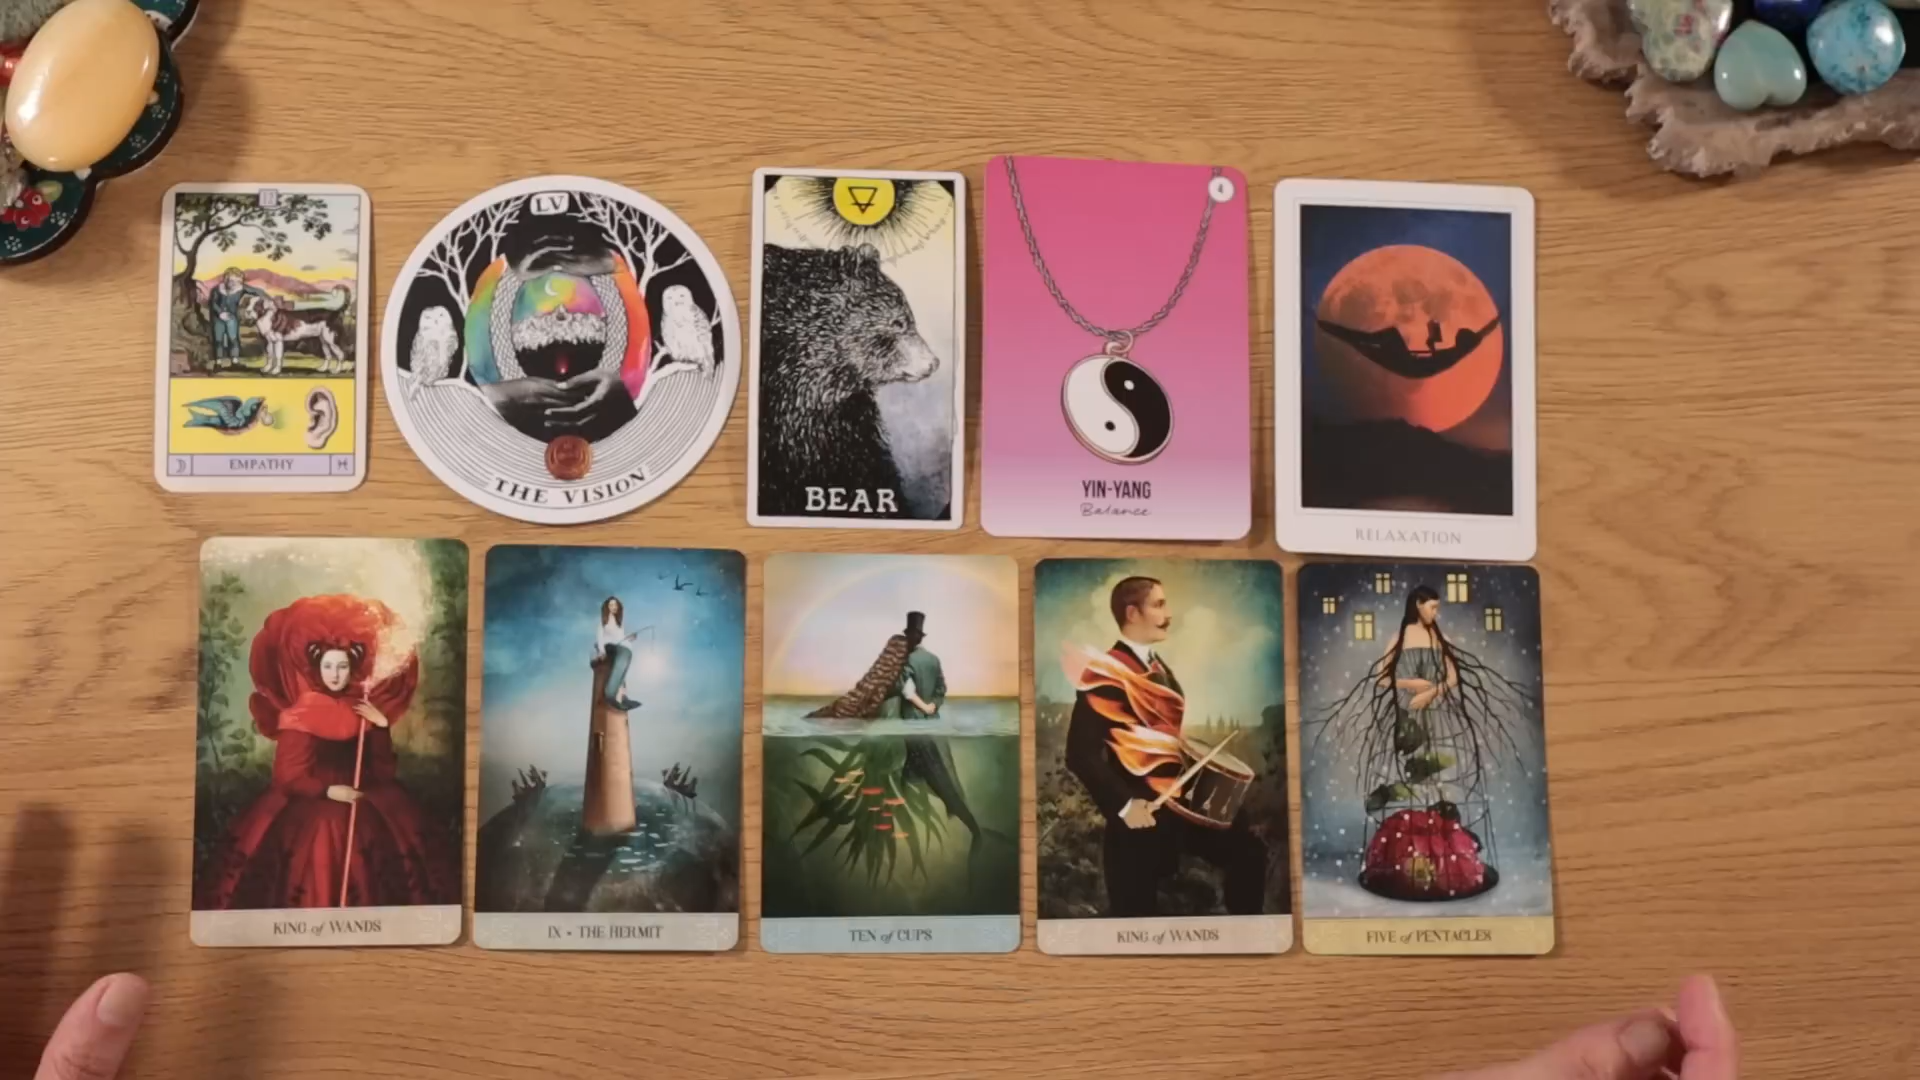 EMPATHY
LV
THE VISION
BEAR
4
YIN-YANG
Balance
RELAXATION
KING of WANDS
IX • THE HERMIT
TEN of CUPS
KING of WANDS
FIVE of PENTACLES